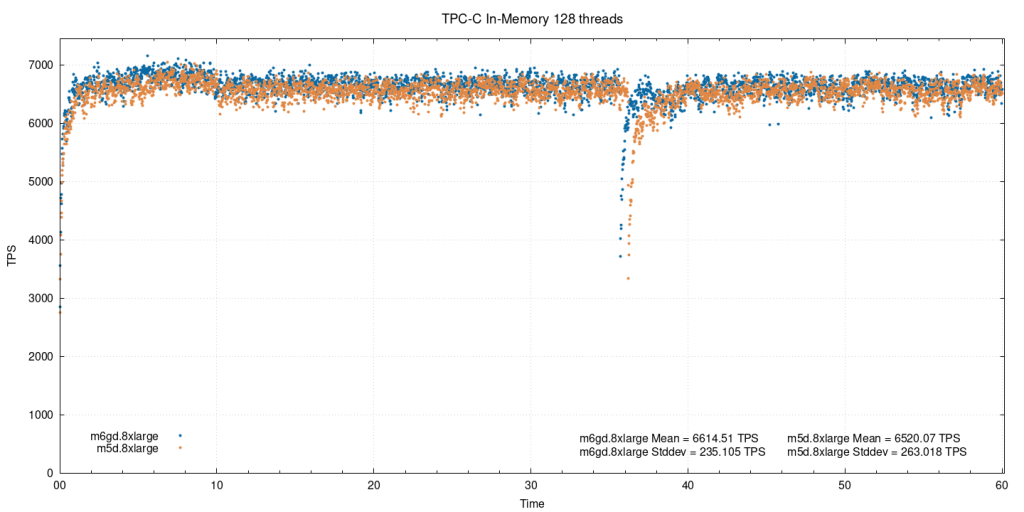 TPC-C In-Memory 128 threads
7000
6000
5000
4000
3000
2000
1000
0
TPS
m6gd.8xlarge
m5d.8xlarge
m6gd.8xlarge Mean = 6614.51 TPS
m6gd.8xlarge Stddev = 235.105 TPS
m5d.8xlarge Mean = 6520.07 TPS
m5d.8xlarge Stddev = 263.018 TPS
00 10 20 30 40 50 60
Time